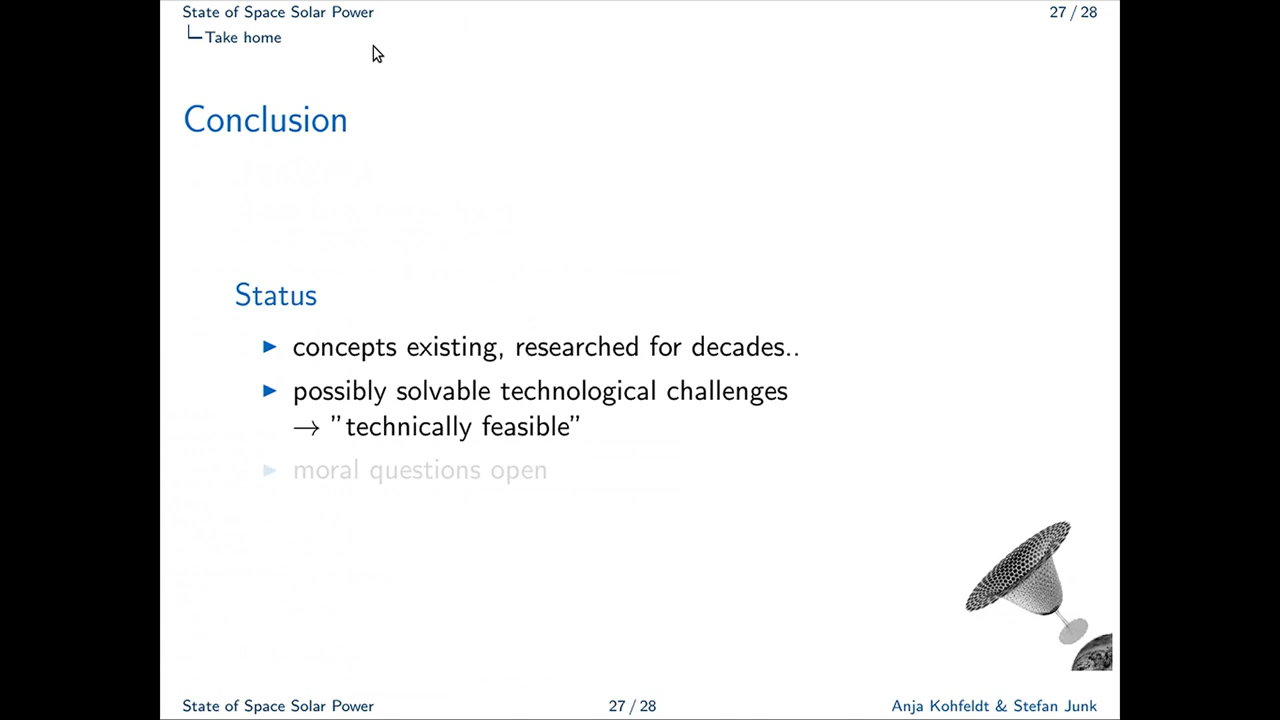 State of Space Solar Power
27 / 28
Take home
Conclusion
Status
concepts existing, researched for decades..
possibly solvable technological challenges
→ ”technically feasible”
moral questions open
State of Space Solar Power
27 / 28
Anja Kohfeldt & Stefan Junk